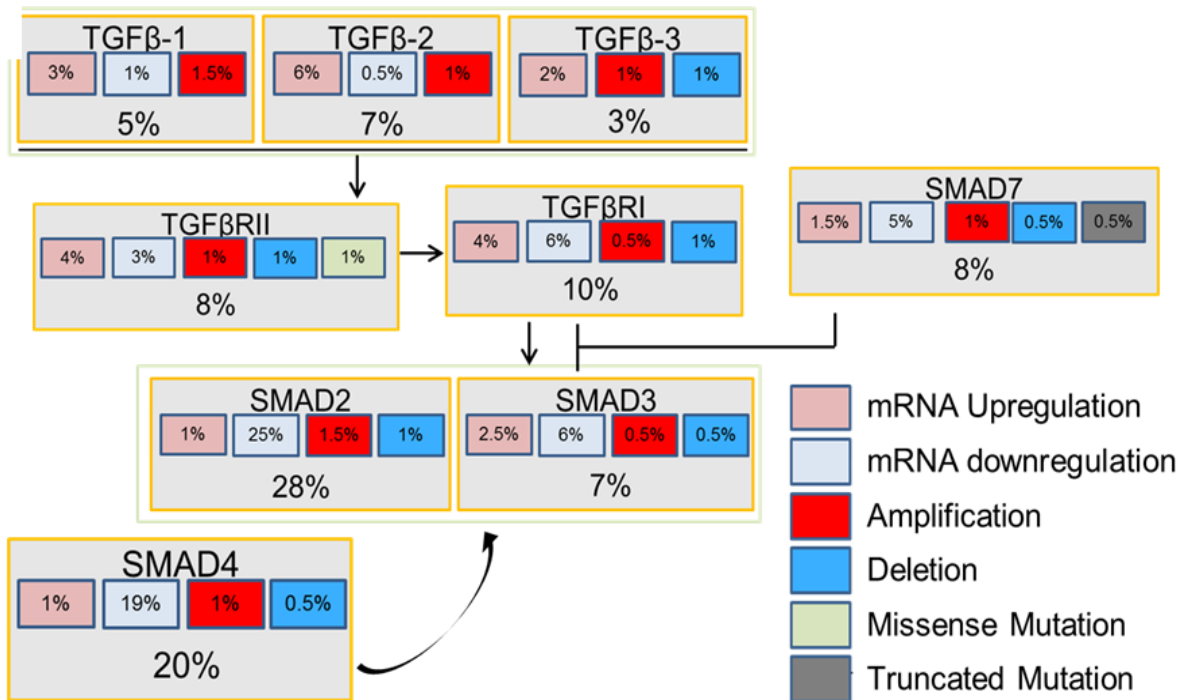 TGFβ-1
3% 1% 1.5%
5%
TGFβ-2
6% 0.5% 1%
7%
TGFβ-3
2% 1% 1%
3%
TGFβRII
4% 3% 1% 1% 1%
8%
TGFβRI
4% 6% 0.5% 1%
10%
SMAD7
1.5% 5% 1% 0.5% 0.5%
8%
SMAD2
1% 25% 1.5% 1%
28%
SMAD3
2.5% 6% 0.5% 0.5%
7%
SMAD4
1% 19% 1% 0.5%
20%
mRNA Upregulation
mRNA downregulation
Amplification
Deletion
Missense Mutation
Truncated Mutation